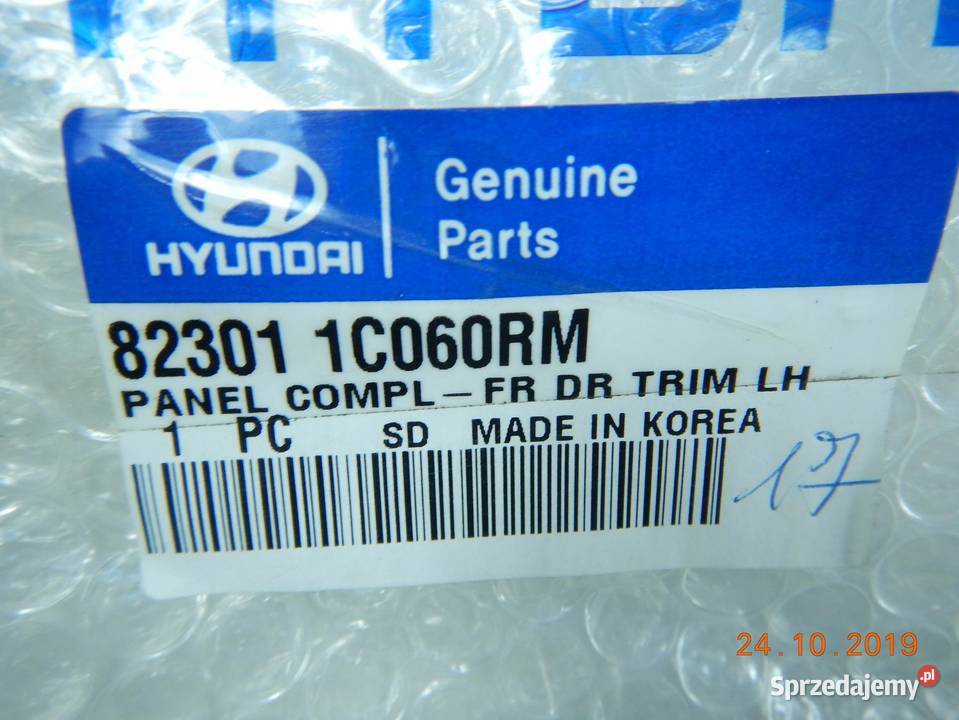 HYUNDAI
Genuine
Parts
82301 1C060RM
PANEL COMPL-FR DR TRIM LH
1 PC SD MADE IN KOREA
17
24.10.2019
Sprzedajemy.pl